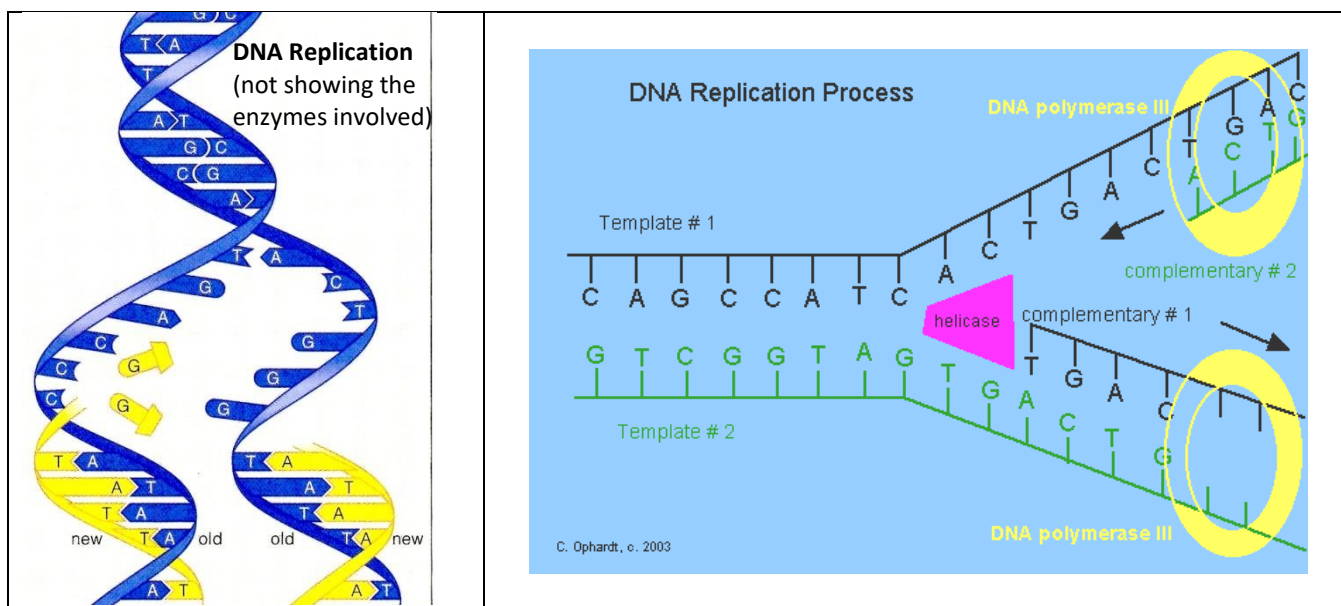 G C
T A
DNA Replication
(not showing the
enzymes involved)
T
A T
G C
C G
A
T A
G C
A T
C G
G
C G
C G
T A T A
A T A T
T A T A
new T A old old T A new
A T A T
DNA Replication Process
DNA polymerase III
C A G T C A G T C A
G T C A
Template # 1
C A G C C A T C
complementary # 2
helicase
complementary # 1
T G A C
G T C G G T A G T G A C T G
Template # 2
DNA polymerase III
C. Ophardt, c. 2003